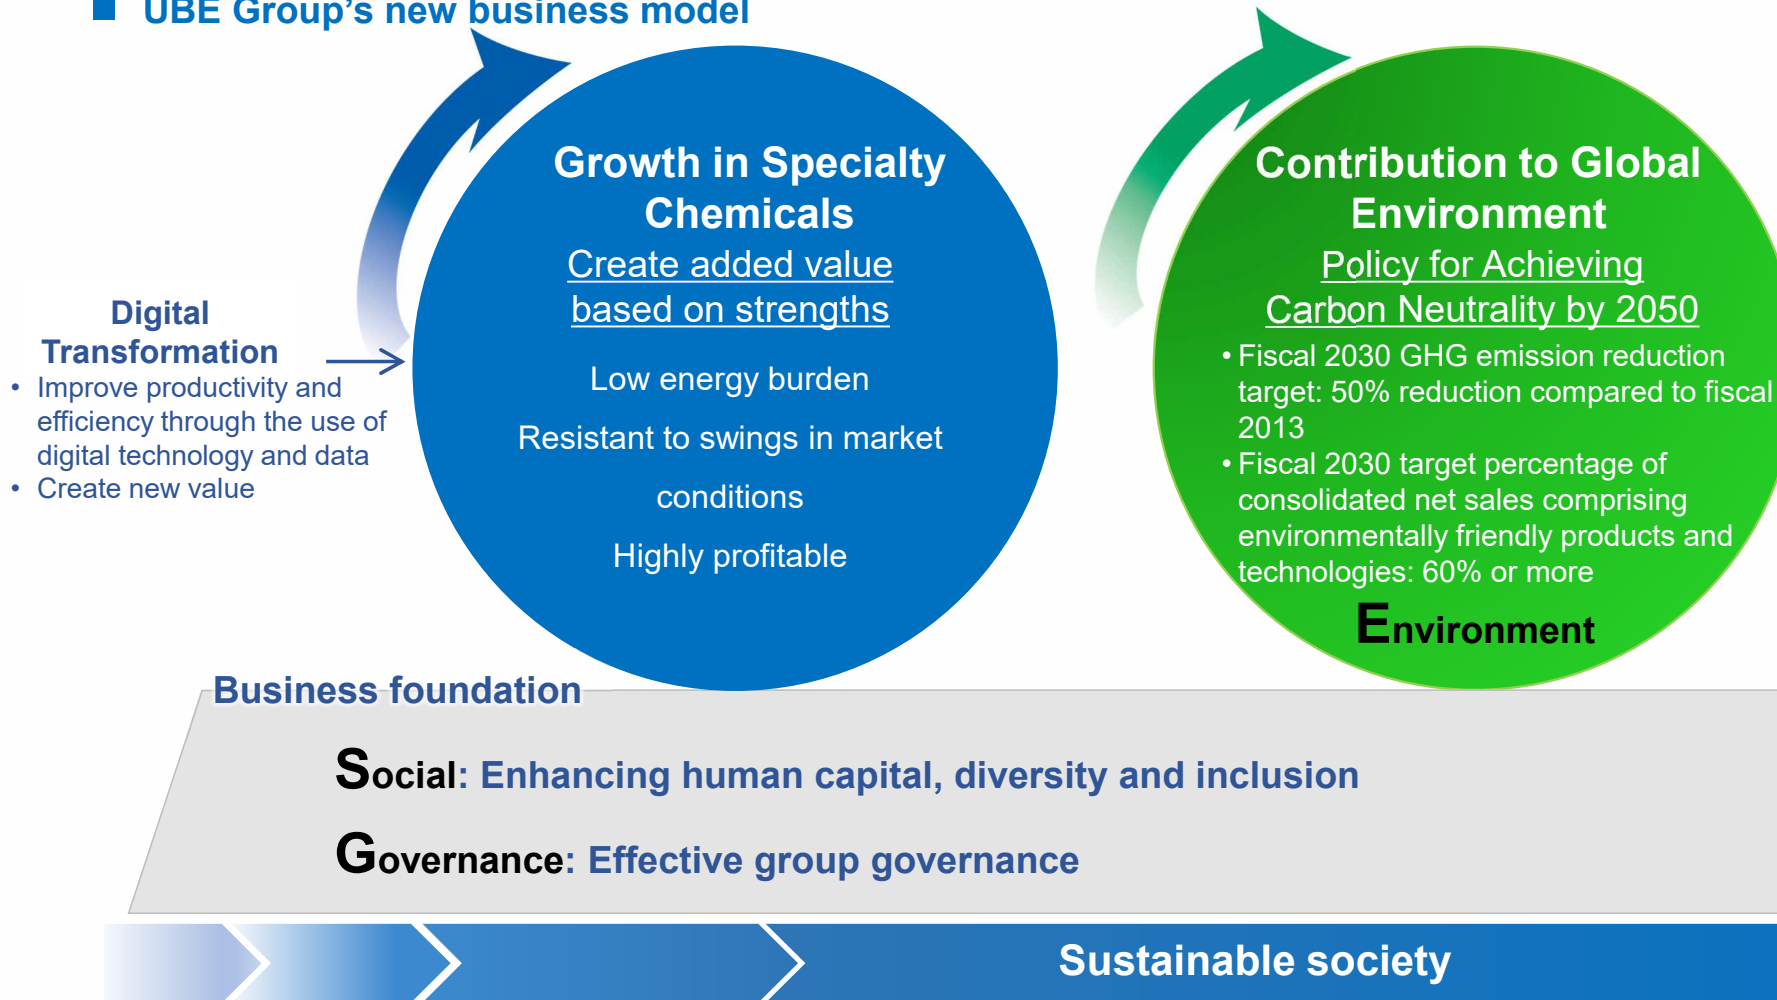 ■ UBE Group's new business model
Growth in Specialty
Chemicals
Create added value
based on strengths
Low energy burden
Resistant to swings in market
conditions
Highly profitable
Contribution to Global
Environment
Policy for Achieving
Carbon Neutrality by 2050
• Fiscal 2030 GHG emission reduction
target: 50% reduction compared to fiscal
2013
• Fiscal 2030 target percentage of
consolidated net sales comprising
environmentally friendly products and
technologies: 60% or more
Environment
Digital
Transformation
• Improve productivity and
efficiency through the use of
digital technology and data
• Create new value
Business foundation
Social: Enhancing human capital, diversity and inclusion
Governance: Effective group governance
Sustainable society